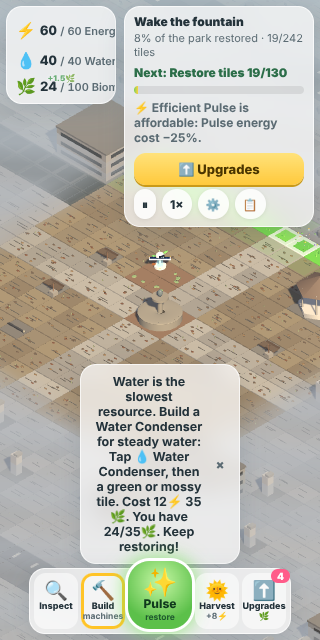 ⚡ 60 / 60 Energ
💧 40 / 40 Water
+1.5🌿
🌿 24 / 100 Biom
Wake the fountain
8% of the park restored · 19/242
tiles
Next: Restore tiles 19/130
⚡ Efficient Pulse is
affordable: Pulse energy
cost −25%.
⬆️ Upgrades
⏸ 1× ⚙️ 📋
Water is the
slowest
resource. Build a
Water Condenser
for steady water:
Tap 💧 Water
Condenser, then
a green or mossy
tile. Cost 12⚡ 35
🌿. You have
24/35🌿. Keep
restoring!
×
🔍 Inspect
🔨 Build
machines
✨ Pulse
restore
🌞 Harvest
+8⚡
4
⬆️ Upgrades
🌿